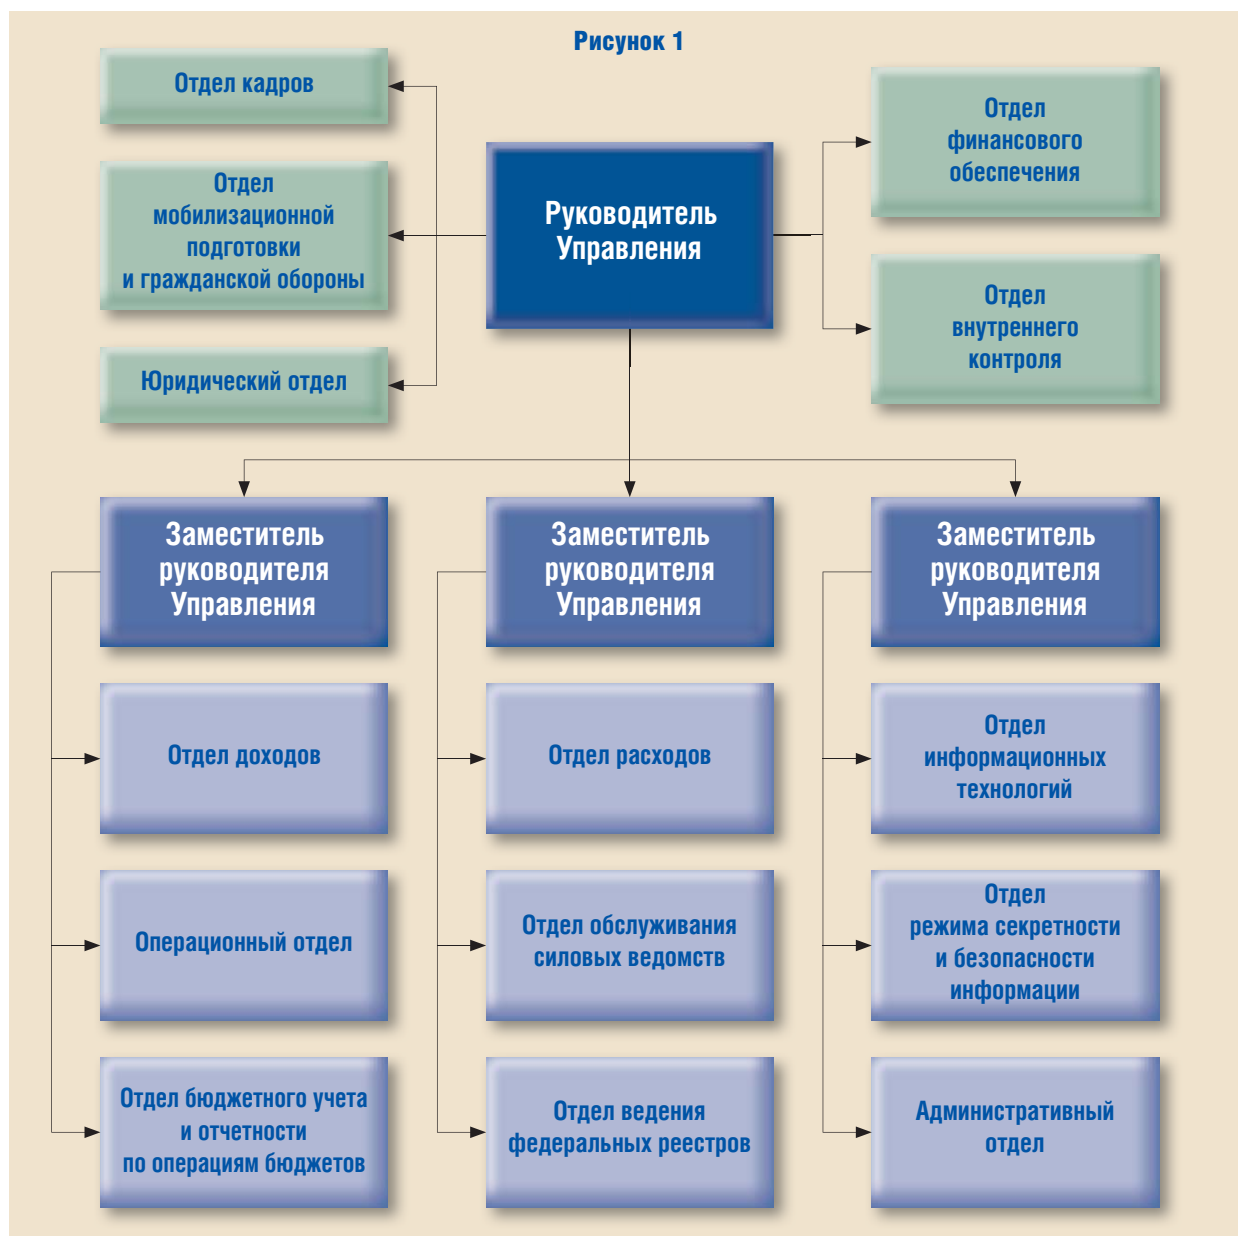 Рисунок 1
Отдел кадров
Отдел
мобилизационной
подготовки
и гражданской обороны
Юридический отдел
Руководитель
Управления
Отдел
финансового
обеспечения
Отдел
внутреннего
контроля
Заместитель
руководителя
Управления
Заместитель
руководителя
Управления
Заместитель
руководителя
Управления
Отдел доходов
Отдел расходов
Отдел
информационных
технологий
Операционный отдел
Отдел обслуживания
силовых ведомств
Отдел
режима секретности
и безопасности
информации
Отдел бюджетного учета
и отчетности
по операциям бюджетов
Отдел ведения
федеральных реестров
Административный
отдел